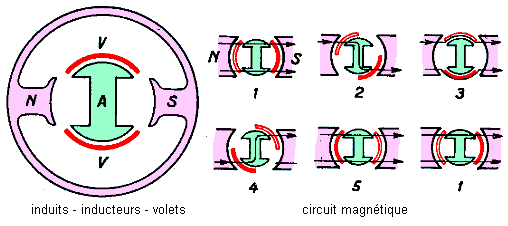 V
N A S
V
N S
1 2 3
4 5 1
induits - inducteurs - volets
circuit magnétique